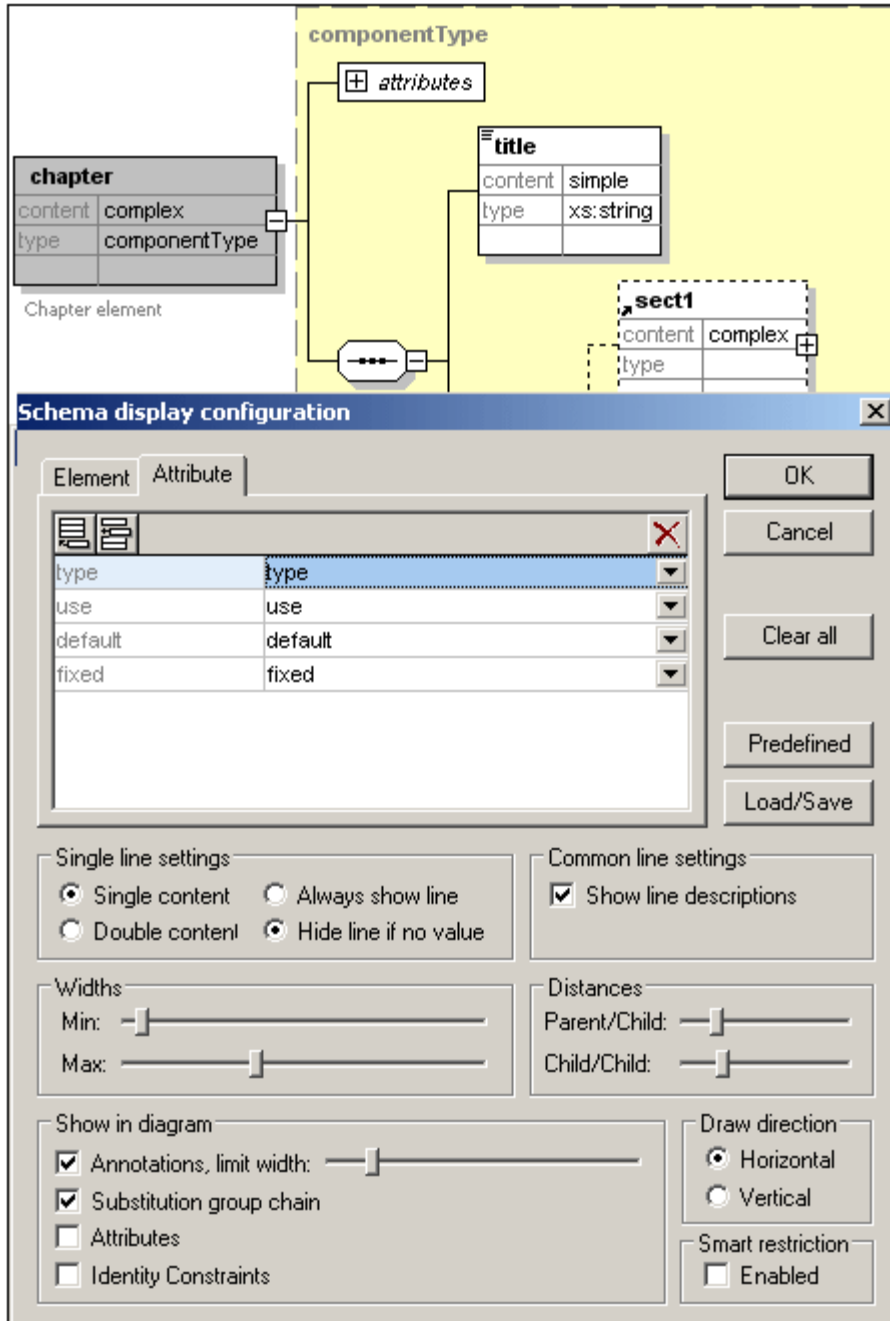 componentType
attributes
title
content simple
type xs:string
chapter
content complex
type componentType
Chapter element
sect1
content complex
type
Schema display configuration
Element Attribute
OK
Cancel
type type
use use
default default
fixed fixed
Clear all
Predefined
Load/Save
Single line settings
Single content Always show line
Double content Hide line if no value
Common line settings
Show line descriptions
Widths
Min:
Max:
Distances
Parent/Child:
Child/Child:
Show in diagram
Annotations, limit width:
Substitution group chain
Attributes
Identity Constraints
Draw direction
Horizontal
Vertical
Smart restriction
Enabled